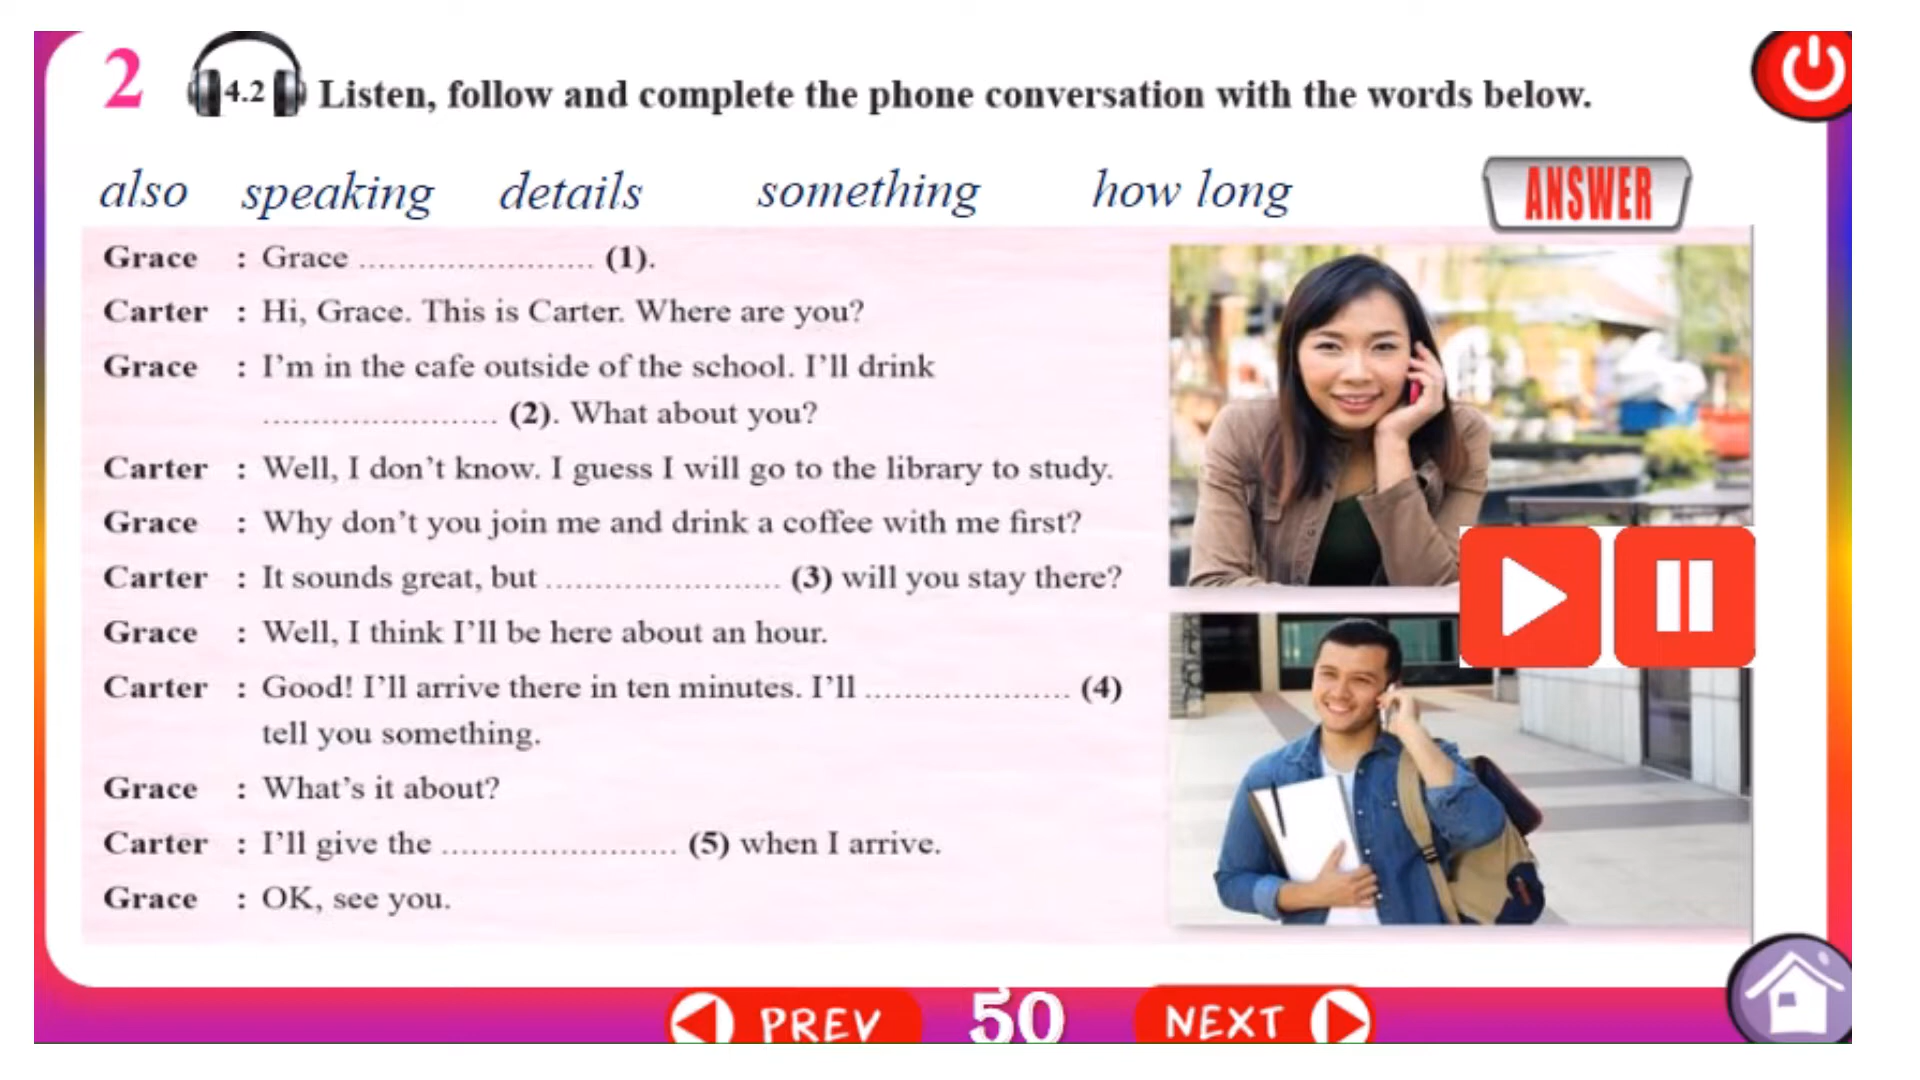 2 4.2 Listen, follow and complete the phone conversation with the words below.
also speaking details something how long ANSWER
Grace : Grace ........................ (1).
Carter : Hi, Grace. This is Carter. Where are you?
Grace : I'm in the cafe outside of the school. I'll drink
........................ (2). What about you?
Carter : Well, I don't know. I guess I will go to the library to study.
Grace : Why don't you join me and drink a coffee with me first?
Carter : It sounds great, but ........................ (3) will you stay there?
Grace : Well, I think I'll be here about an hour.
Carter : Good! I'll arrive there in ten minutes. I'll ..................... (4)
tell you something.
Grace : What's it about?
Carter : I'll give the ........................ (5) when I arrive.
Grace : OK, see you.
PREV 50 NEXT